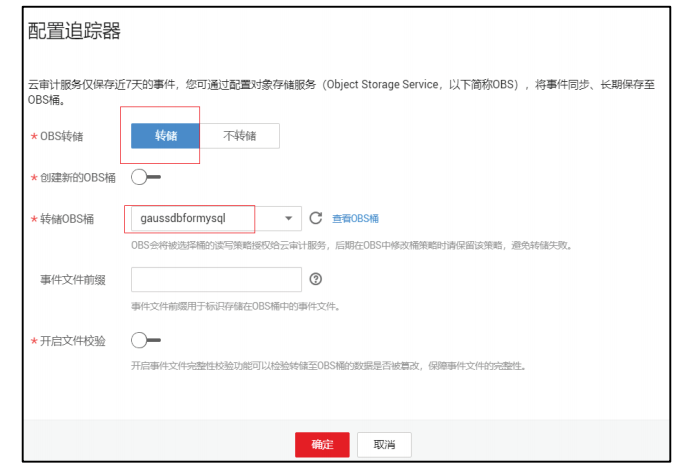 配置追踪器
云审计服务仅保存近7天的事件，您可通过配置对象存储服务（Object Storage Service，以下简称OBS），将事件同步、长期保存至
OBS桶。
* OBS转储 转储 不转储
* 创建新的OBS桶
* 转储OBS桶 gaussdbformysql 查看OBS桶
OBS会将被选择桶的读写策略授权给云审计服务，后期在OBS中修改桶策略时请保留该策略，避免转储失败。
事件文件前缀 ?
事件文件前缀用于标识存储在OBS桶中的事件文件。
* 开启文件校验
开启事件文件完整性校验功能可以检验转储至OBS桶的数据是否被篡改，保障事件文件的完整性。
确定 取消